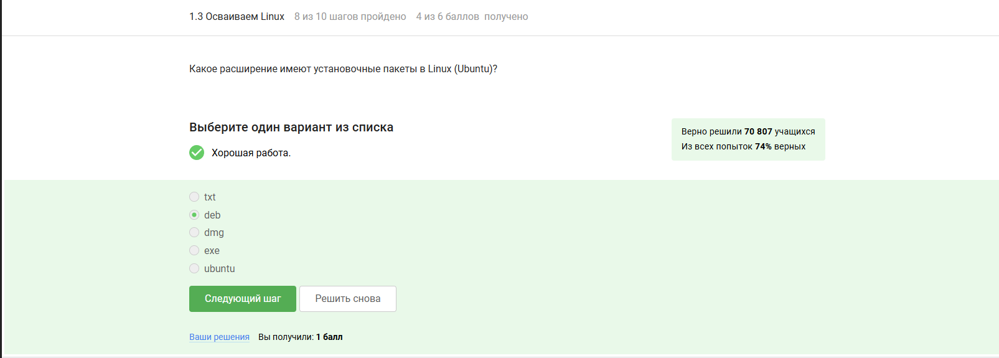 1.3 Осваиваем Linux 8 из 10 шагов пройдено 4 из 6 баллов получено
Какое расширение имеют установочные пакеты в Linux (Ubuntu)?
Выберите один вариант из списка
Хорошая работа.
Верно решили 70 807 учащихся
Из всех попыток 74% верных
txt
deb
dmg
exe
ubuntu
Следующий шаг Решить снова
Ваши решения Вы получили: 1 балл